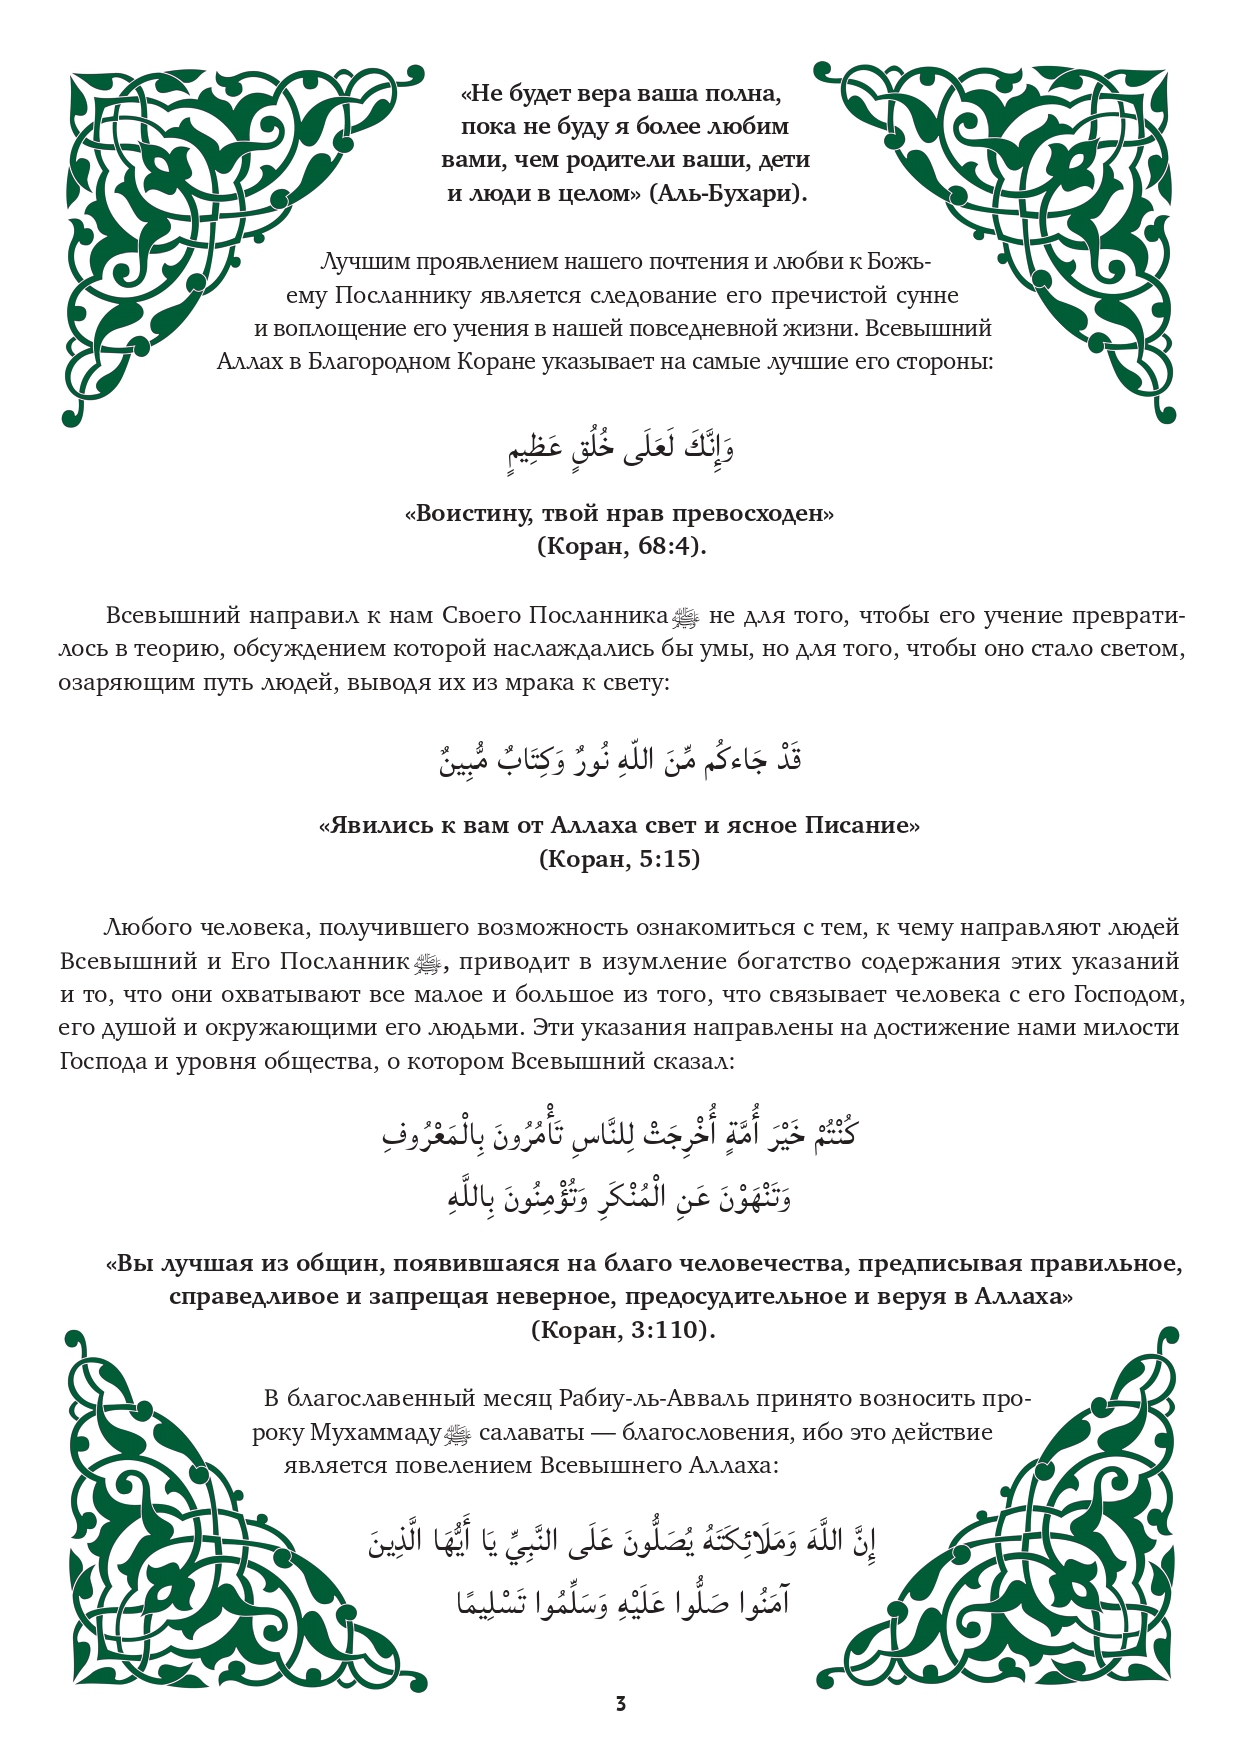 «Не будет вера ваша полна,
пока не буду я более любим
вами, чем родители ваши, дети
и люди в целом» (Аль-Бухари).
Лучшим проявлением нашего почтения и любви к Божь-
ему Посланнику является следование его пречистой сунне
и воплощение его учения в нашей повседневной жизни. Всевышний
Аллах в Благородном Коране указывает на самые лучшие его стороны:
وَإِنَّكَ لَعَلَى خُلُقٍ عَظِيمٍ
«Воистину, твой нрав превосходен»
(Коран, 68:4).
Всевышний направил к нам Своего Посланника ﷺ не для того, чтобы его учение преврати-
лось в теорию, обсуждением которой наслаждались бы умы, но для того, чтобы оно стало светом,
озаряющим путь людей, выводя их из мрака к свету:
قَدْ جَاءكُم مِّنَ اللّهِ نُورٌ وَكِتَابٌ مُّبِينٌ
«Явились к вам от Аллаха свет и ясное Писание»
(Коран, 5:15)
Любого человека, получившего возможность ознакомиться с тем, к чему направляют людей
Всевышний и Его Посланник ﷺ, приводит в изумление богатство содержания этих указаний
и то, что они охватывают все малое и большое из того, что связывает человека с его Господом,
его душой и окружающими его людьми. Эти указания направлены на достижение нами милости
Господа и уровня общества, о котором Всевышний сказал:
كُنْتُمْ خَيْرَ أُمَّةٍ أُخْرِجَتْ لِلنَّاسِ تَأْمُرُونَ بِالْمَعْرُوفِ
وَتَنْهَوْنَ عَنِ الْمُنْكَرِ وَتُؤْمِنُونَ بِاللَّهِ
«Вы лучшая из общин, появившаяся на благо человечества, предписывая правильное,
справедливое и запрещая неверное, предосудительное и веруя в Аллаха»
(Коран, 3:110).
В благославенный месяц Рабиу-ль-Авваль принято возносить про-
року Мухаммаду ﷺ салаваты — благословения, ибо это действие
является повелением Всевышнего Аллаха:
إِنَّ اللَّهَ وَمَلَائِكَتَهُ يُصَلُّونَ عَلَى النَّبِيِّ يَا أَيُّهَا الَّذِينَ
آمَنُوا صَلُّوا عَلَيْهِ وَسَلِّمُوا تَسْلِيمًا
3